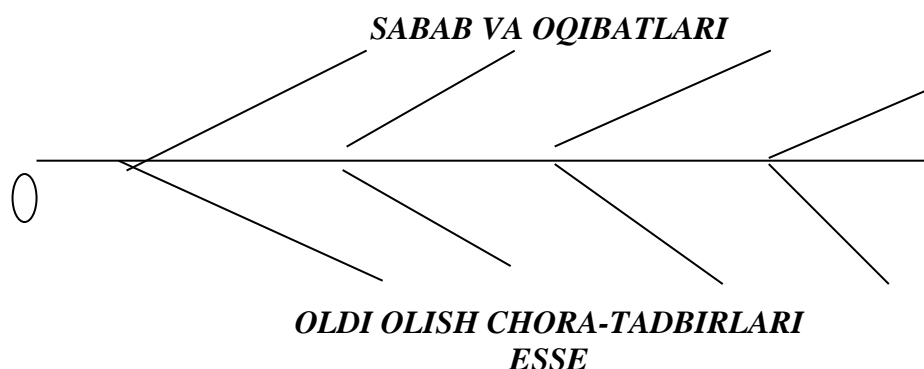 SABAB VA OQIBATLARI
OLDI OLISH CHORA-TADBIRLARI
ESSE